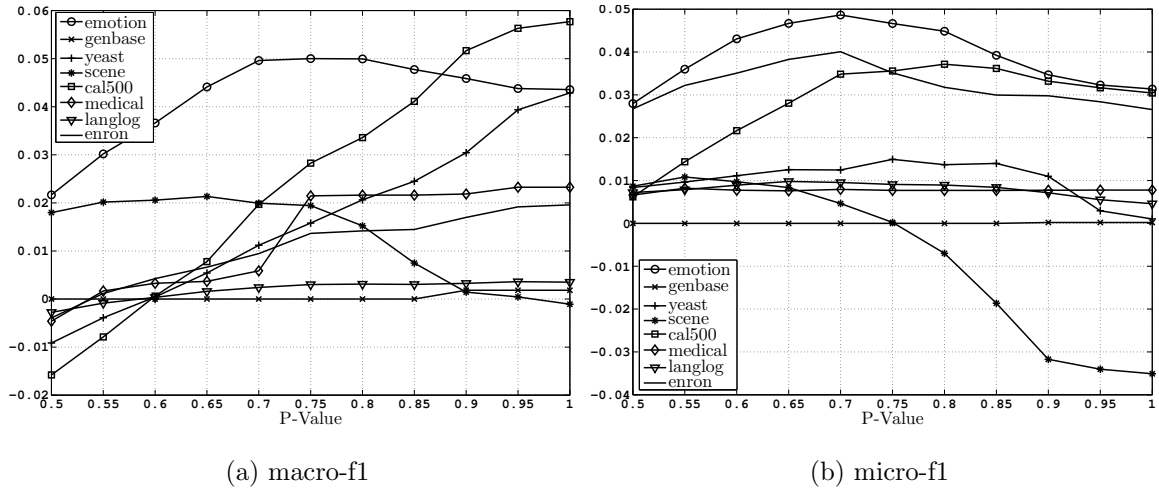 0.06
0.05
0.04
0.03
0.02
0.01
0
−0.01
−0.02
emotion
genbase
yeast
scene
cal500
medical
langlog
enron
0.5 0.55 0.6 0.65 0.7 0.75 0.8 0.85 0.9 0.95 1
P-Value
(a) macro-f1
0.05
0.04
0.03
0.02
0.01
0
−0.01
−0.02
−0.03
−0.04
emotion
genbase
yeast
scene
cal500
medical
langlog
enron
0.5 0.55 0.6 0.65 0.7 0.75 0.8 0.85 0.9 0.95 1
P-Value
(b) micro-f1